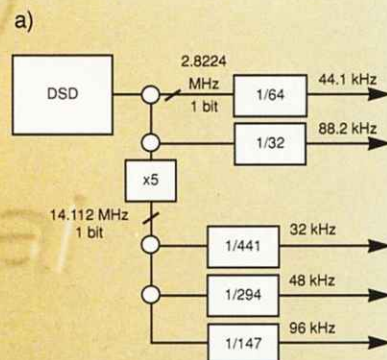 a)
DSD
2.8224
MHz
1 bit
1/64
44.1 kHz
1/32
88.2 kHz
x5
14.112 MHz
1 bit
1/441
32 kHz
1/294
48 kHz
1/147
96 kHz